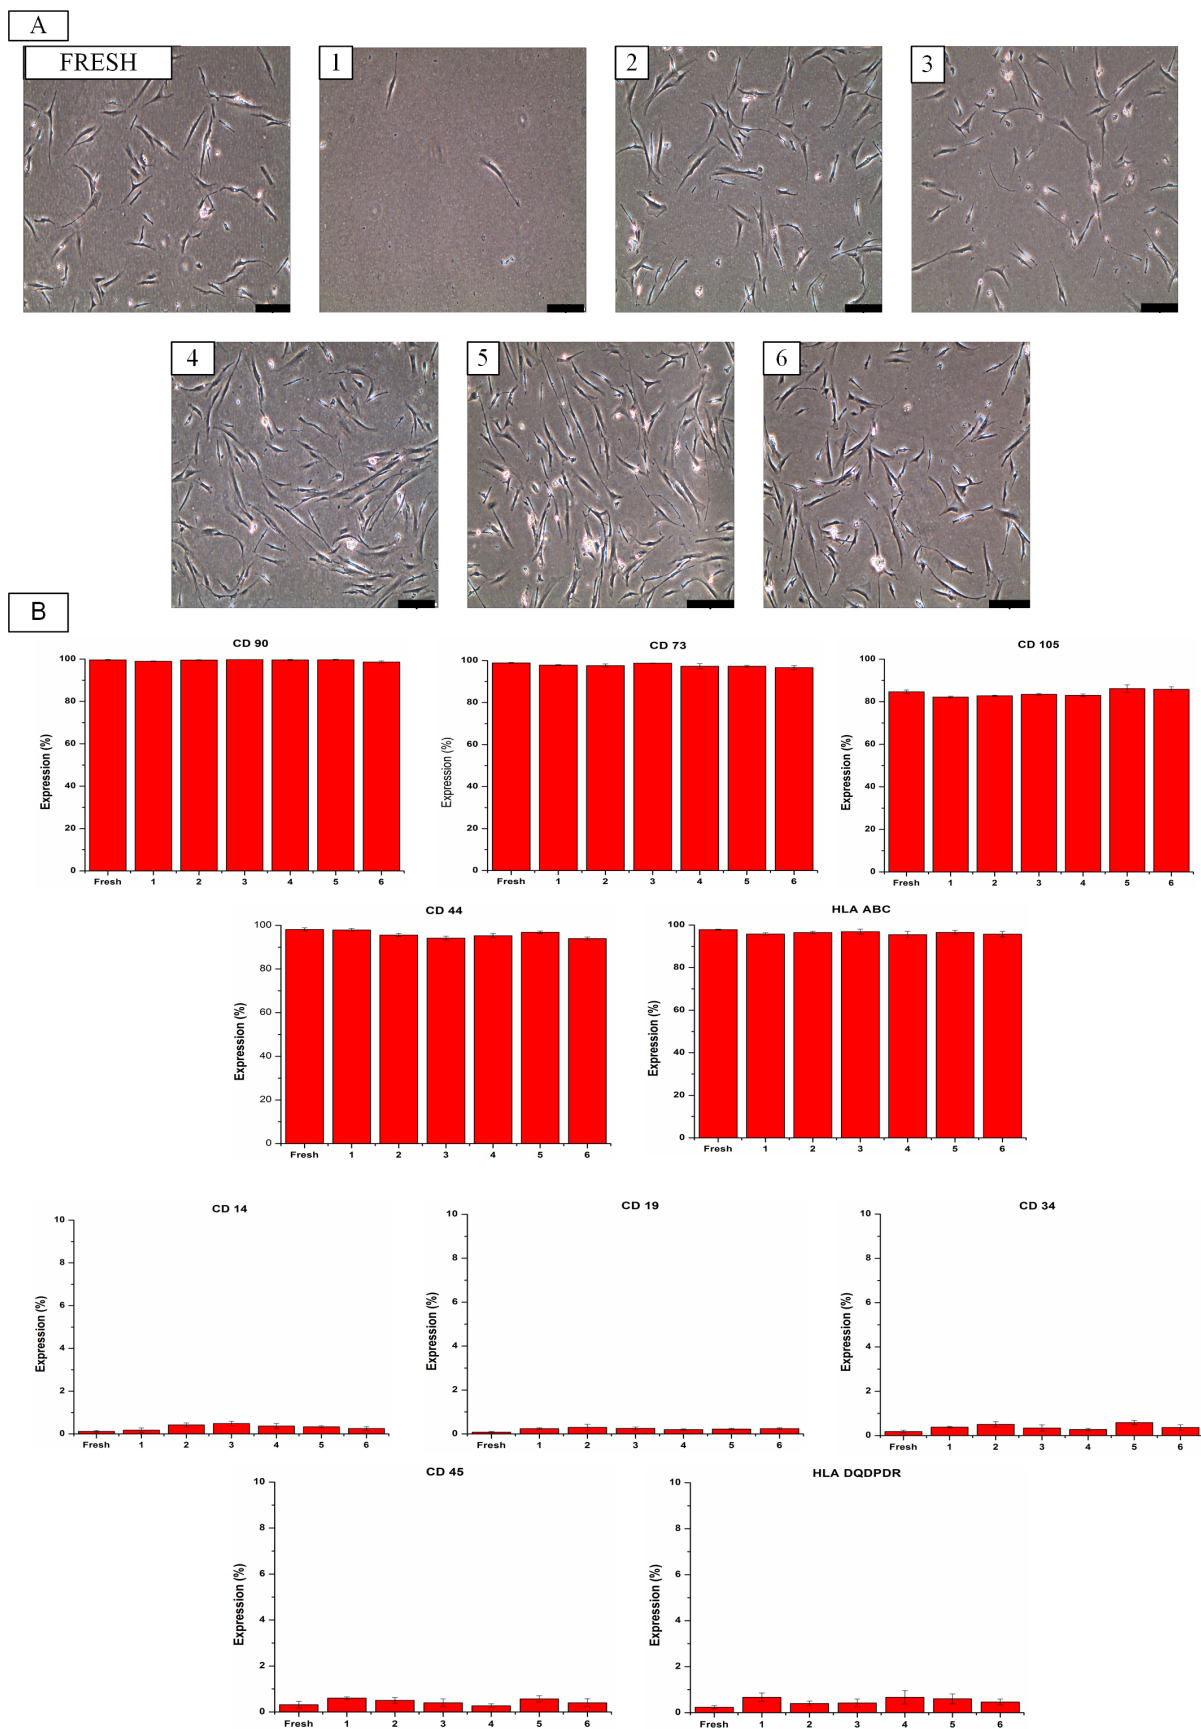 A
FRESH
1
2
3
4
5
6
B
CD 90
Expression (%)
100
80
60
40
20
0
Fresh 1 2 3 4 5 6
CD 73
Expression (%)
100
80
60
40
20
0
Fresh 1 2 3 4 5 6
CD 105
Expression (%)
100
80
60
40
20
0
Fresh 1 2 3 4 5 6
CD 44
Expression (%)
100
80
60
40
20
0
Fresh 1 2 3 4 5 6
HLA ABC
Expression (%)
100
80
60
40
20
0
Fresh 1 2 3 4 5 6
CD 14
Expression (%)
10
8
6
4
2
0
Fresh 1 2 3 4 5 6
CD 19
Expression (%)
10
8
6
4
2
0
Fresh 1 2 3 4 5 6
CD 34
Expression (%)
10
8
6
4
2
0
Fresh 1 2 3 4 5 6
CD 45
Expression (%)
10
8
6
4
2
0
Fresh 1 2 3 4 5 6
HLA DQDPDR
Expression (%)
10
8
6
4
2
0
Fresh 1 2 3 4 5 6